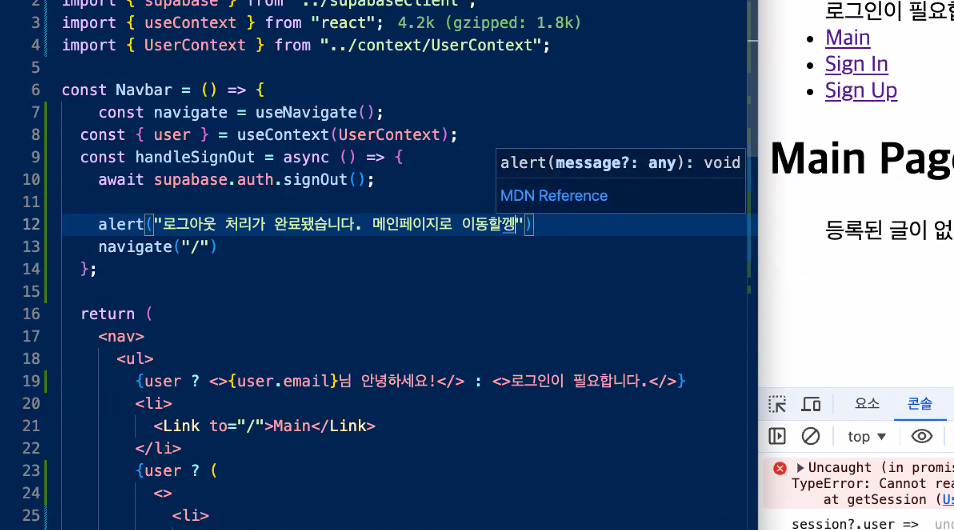 import { supabase } from "../supabaseClient";
3 import { useContext } from "react"; 4.2k (gzipped: 1.8k)
4 import { UserContext } from "../context/UserContext";
5
6 const Navbar = () => {
7 const navigate = useNavigate();
8 const { user } = useContext(UserContext);
9 const handleSignOut = async () => {
10 await supabase.auth.signOut();
11
12 alert("로그아웃 처리가 완료됐습니다. 메인페이지로 이동할껭")
13 navigate("/")
14 };
15
16 return (
17 <nav>
18 <ul>
19 {user ? <>{user.email}님 안녕하세요!</> : <>로그인이 필요합니다.</>}
20 <li>
21 <Link to="/">Main</Link>
22 </li>
23 {user ? (
24 <>
25 <li>
alert(message?: any): void
MDN Reference
로그인이 필요합
Main
Sign In
Sign Up
Main Page
등록된 글이 없
요소
콘솔
top
Uncaught (in promis
TypeError: Cannot rea
at getSession (Us
session?.user => und